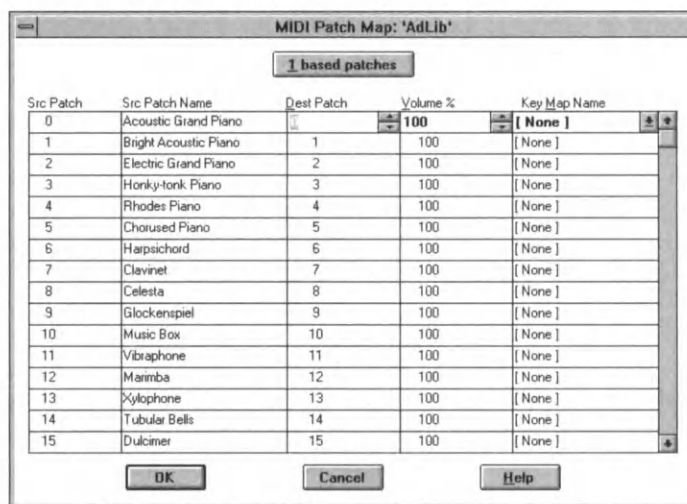 MIDI Patch Map: 'AdLib'
1 based patches
Src Patch Src Patch Name Dest Patch Volume % Key Map Name
0 Acoustic Grand Piano 100 [ None ]
1 Bright Acoustic Piano 1 100 [ None ]
2 Electric Grand Piano 2 100 [ None ]
3 Honky-tonk Piano 3 100 [ None ]
4 Rhodes Piano 4 100 [ None ]
5 Chorused Piano 5 100 [ None ]
6 Harpsichord 6 100 [ None ]
7 Clavinet 7 100 [ None ]
8 Celesta 8 100 [ None ]
9 Glockenspiel 9 100 [ None ]
10 Music Box 10 100 [ None ]
11 Vibraphone 11 100 [ None ]
12 Marimba 12 100 [ None ]
13 Xylophone 13 100 [ None ]
14 Tubular Bells 14 100 [ None ]
15 Dulcimer 15 100 [ None ]
OK Cancel Help